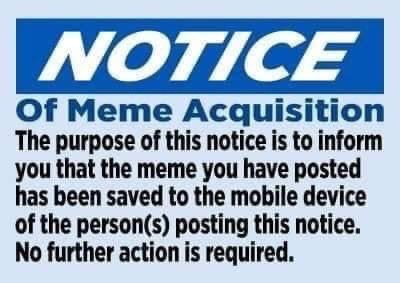 NOTICE
Of Meme Acquisition
The purpose of this notice is to inform
you that the meme you have posted
has been saved to the mobile device
of the person(s) posting this notice.
No further action is required.